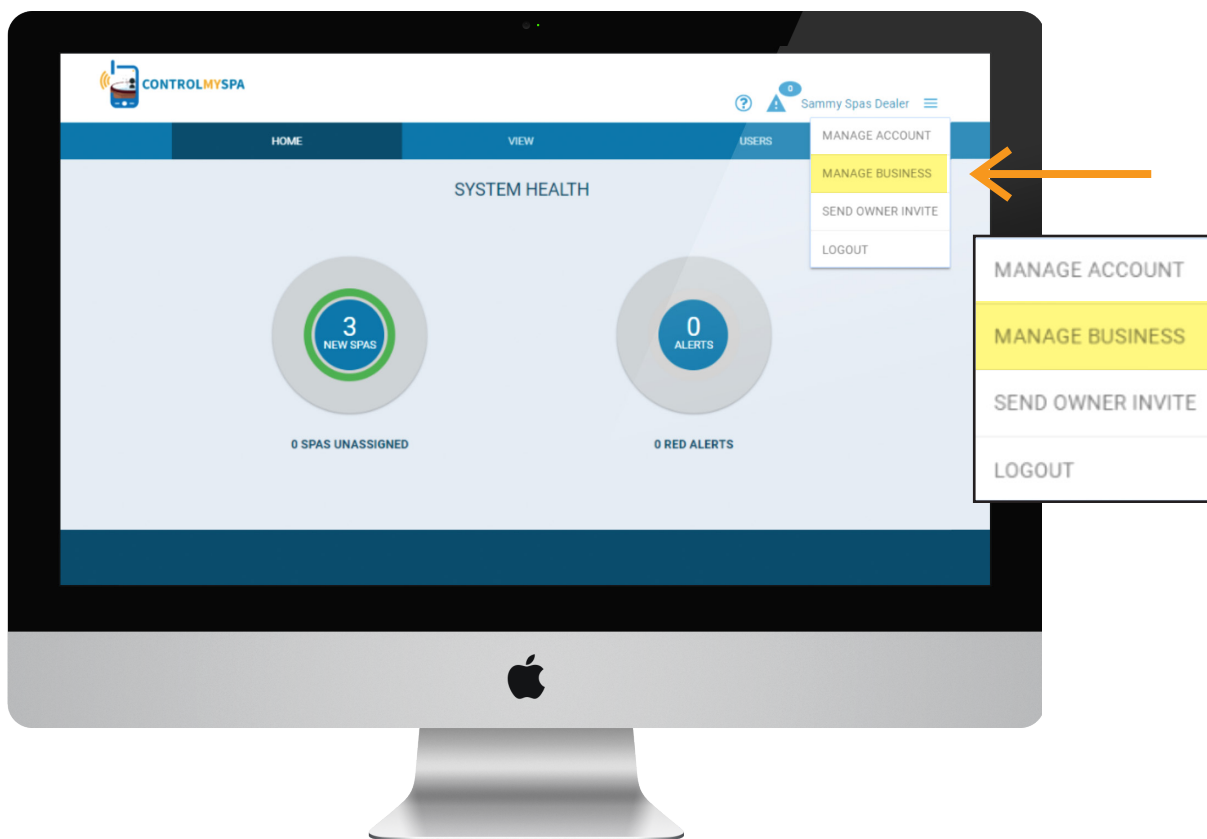 CONTROLMYSPA
? 0 Sammy Spas Dealer
HOME VIEW USERS
MANAGE ACCOUNT
MANAGE BUSINESS
SEND OWNER INVITE
LOGOUT
SYSTEM HEALTH
3
NEW SPAS
0 SPAS UNASSIGNED
0
ALERTS
0 RED ALERTS
MANAGE ACCOUNT
MANAGE BUSINESS
SEND OWNER INVITE
LOGOUT